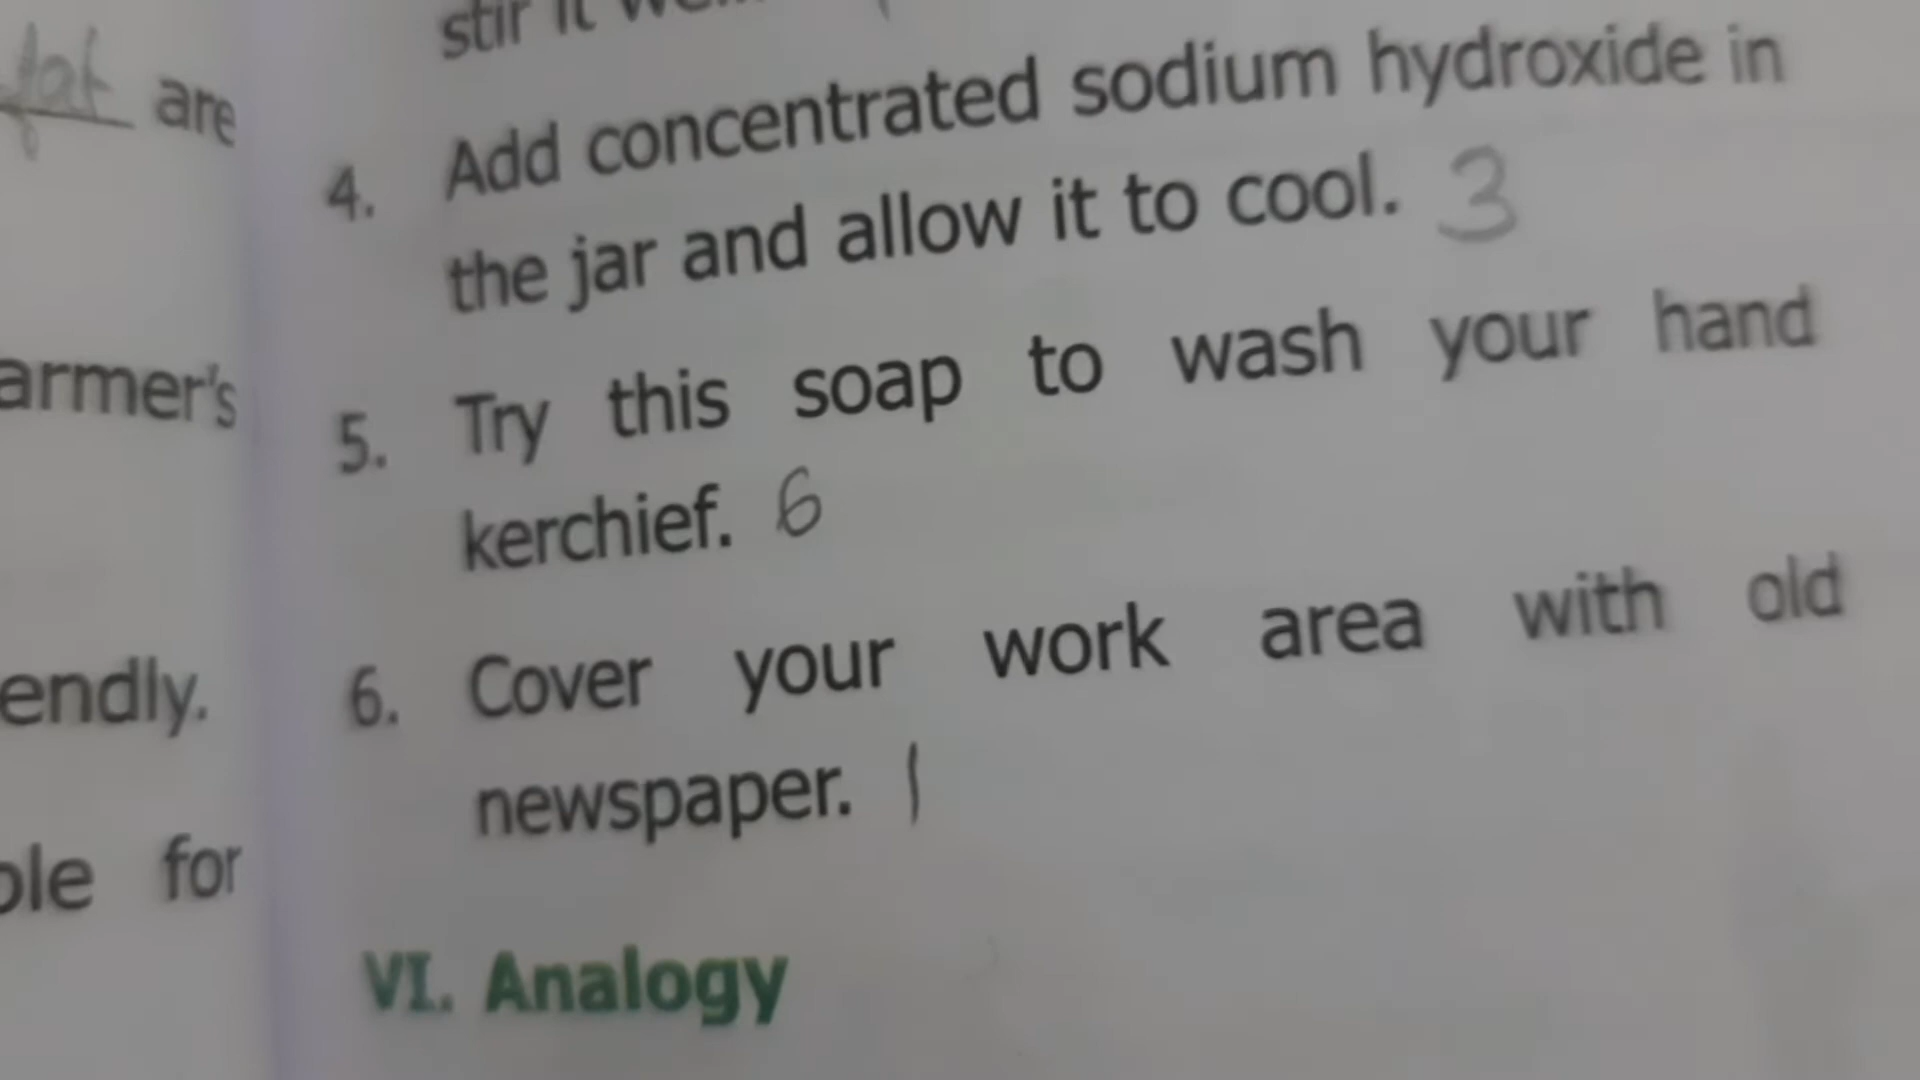 are
armer's
endly.
for
stir it
4. Add concentrated sodium hydroxide in
the jar and allow it to cool. 3
5. Try this soap to wash your hand
kerchief. 6
6. Cover your work area with old
newspaper. 1
VI. Analogy